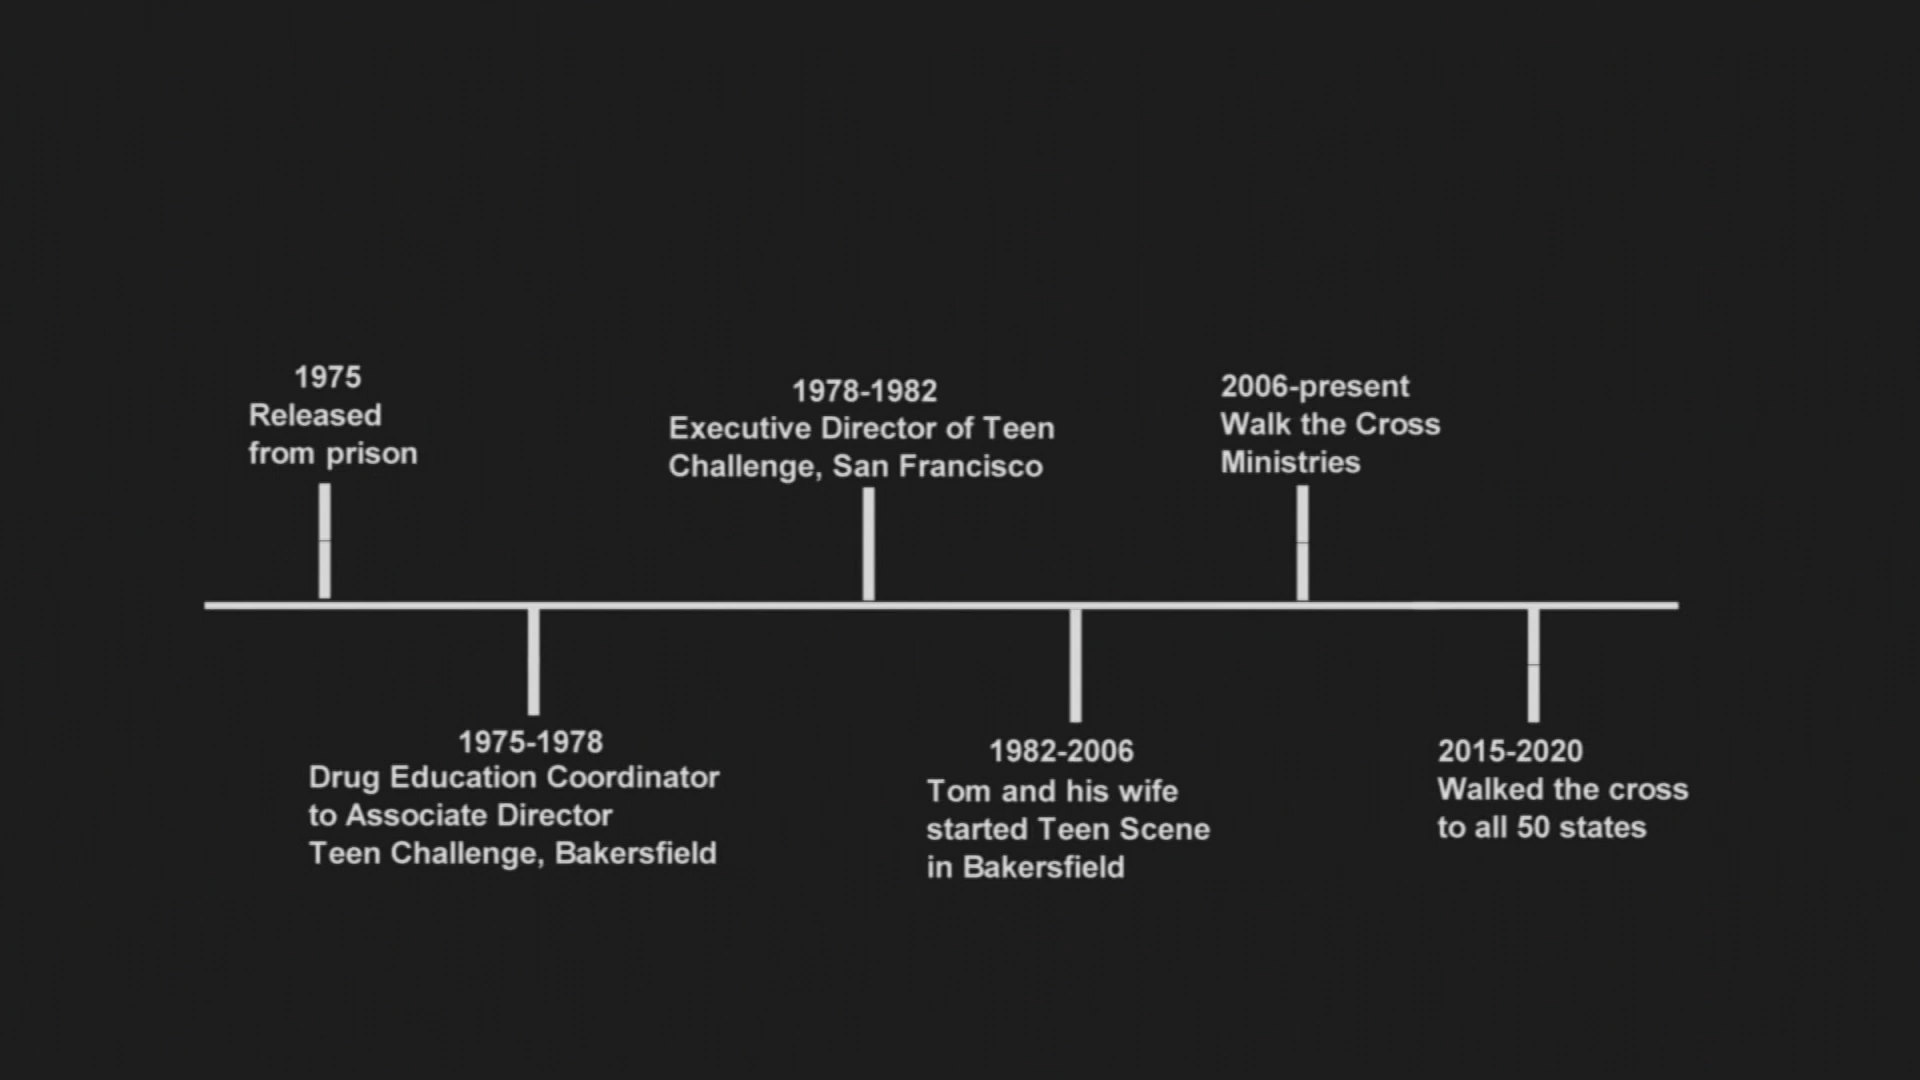 1975
Released
from prison
1975-1978
Drug Education Coordinator
to Associate Director
Teen Challenge, Bakersfield
1978-1982
Executive Director of Teen
Challenge, San Francisco
1982-2006
Tom and his wife
started Teen Scene
in Bakersfield
2006-present
Walk the Cross
Ministries
2015-2020
Walked the cross
to all 50 states